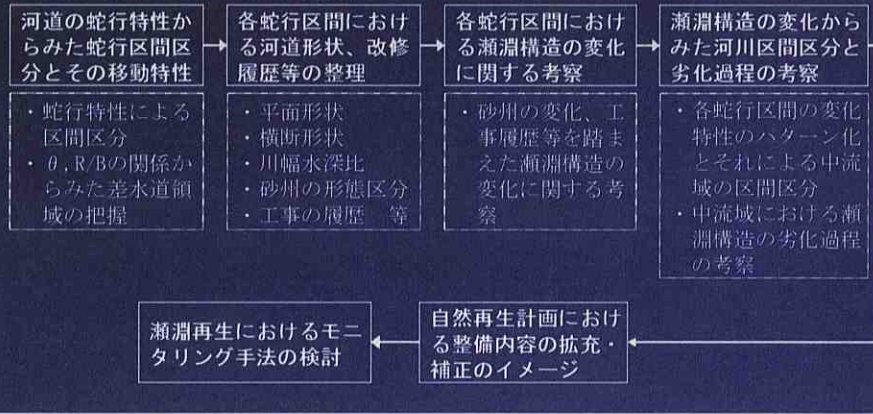 河道の蛇行特性か
らみた蛇行区間区
分とその移動特性
各蛇行区間におけ
る河道形状、改修
履歴等の整理
各蛇行区間におけ
る瀬淵構造の変化
に関する考察
瀬淵構造の変化から
みた河川区間区分と
劣化過程の考察
・蛇行特性による
区間区分
・θ,R/Bの関係か
らみた差水道領
域の把握
・平面形状
・横断形状
・川幅水深比
・砂州の形態区分
・工事の履歴 等
・砂州の変化、工
事履歴等を踏ま
えた瀬淵構造の
変化に関する考
察
・各蛇行区間の変化
特性のパターン化
とそれによる中流
域の区間区分
・中流域における瀬
淵構造の劣化過程
の考察
瀬淵再生におけるモニ
タリング手法の検討
自然再生計画におけ
る整備内容の拡充・
補正のイメージ